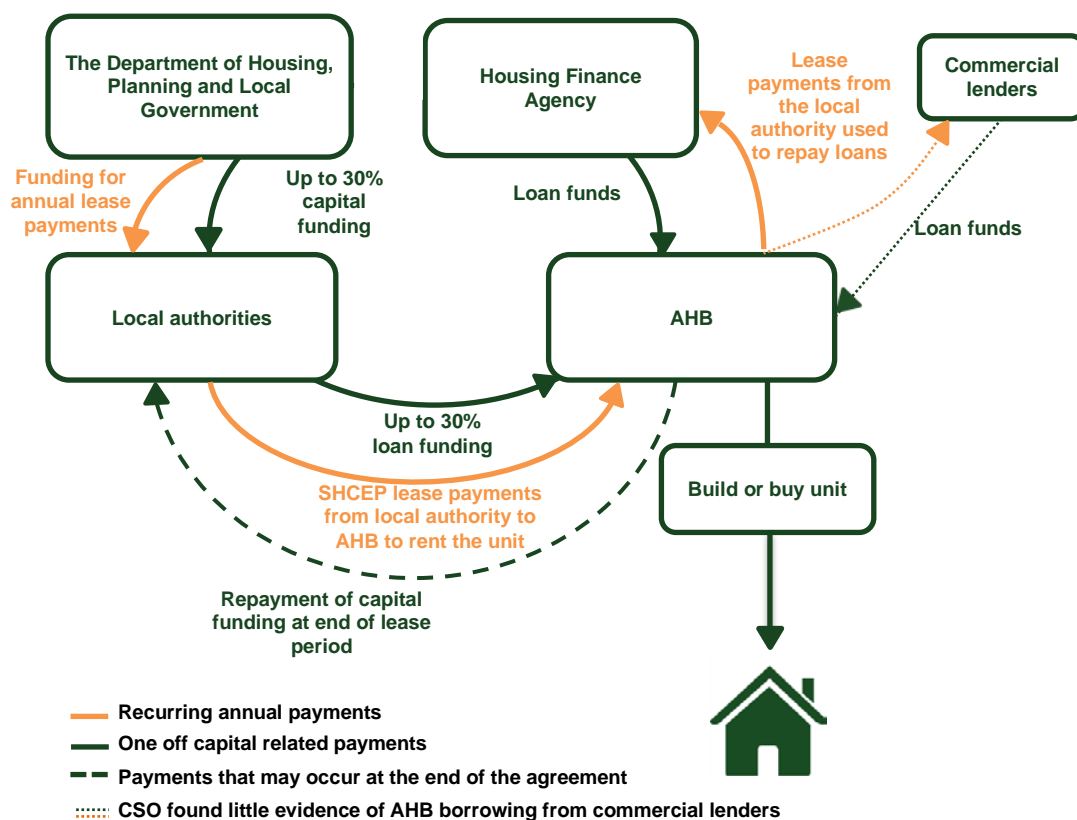 The Department of Housing,
Planning and Local
Government
Housing Finance
Agency
Lease
payments from
the local
authority used
to repay loans
Commercial
lenders
Funding for
annual lease
payments
Up to 30%
capital
funding
Loan funds
Loan funds
Local authorities
AHB
Up to 30%
loan funding
SHCEP lease payments
from local authority to
AHB to rent the unit
Build or buy unit
Repayment of capital
funding at end of lease
period
Recurring annual payments
One off capital related payments
Payments that may occur at the end of the agreement
CSO found little evidence of AHB borrowing from commercial lenders